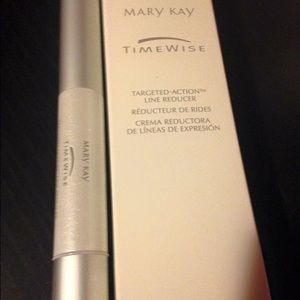 MARY KAY
TIMEWISE
TARGETED-ACTION™
LINE REDUCER
RÉDUCTEUR DE RIDES
CREMA REDUCTORA
DE LÍNEAS DE EXPRESIÓN
MARY KAY
TIMEWISE